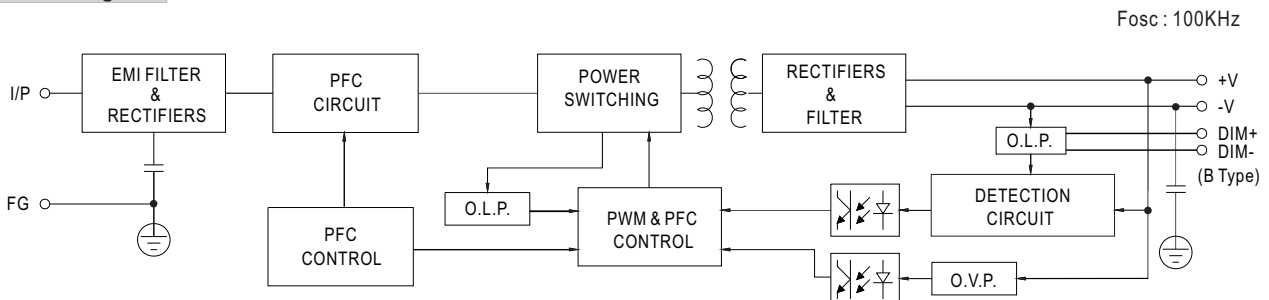 Fosc : 100KHz
I/P
EMI FILTER
&
RECTIFIERS
PFC
CIRCUIT
POWER
SWITCHING
RECTIFIERS
&
FILTER
+V
-V
DIM+
DIM-
(B Type)
O.L.P.
FG
PFC
CONTROL
O.L.P.
PWM & PFC
CONTROL
DETECTION
CIRCUIT
O.V.P.